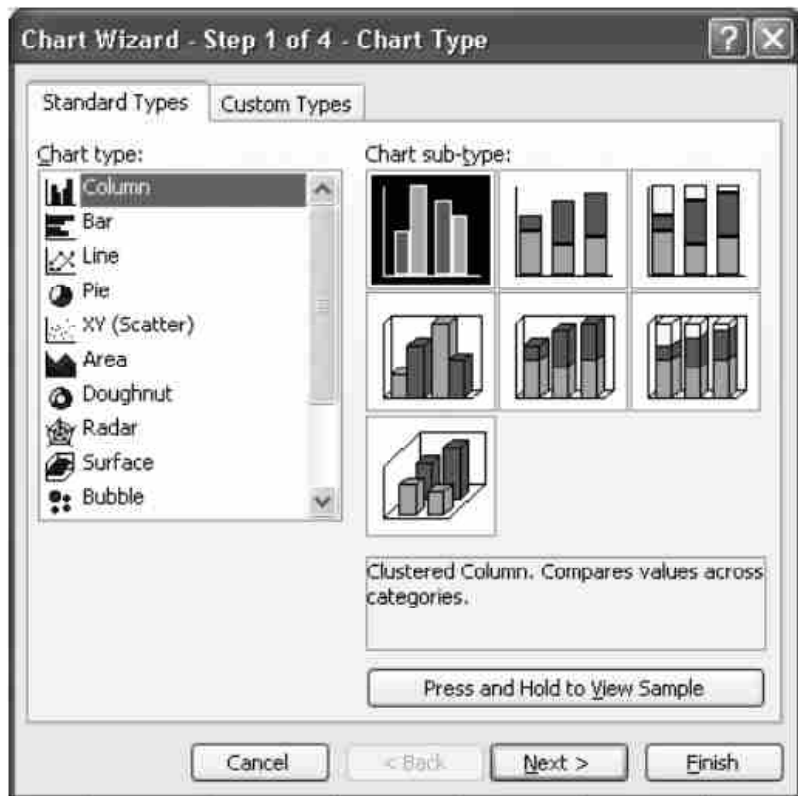 Chart Wizard - Step 1 of 4 - Chart Type
Standard Types
Custom Types
Chart type:
Column
Bar
Line
Pie
XY (Scatter)
Area
Doughnut
Radar
Surface
Bubble
Chart sub-type:
Clustered Column. Compares values across
categories.
Press and Hold to View Sample
Cancel
< Back
Next >
Finish